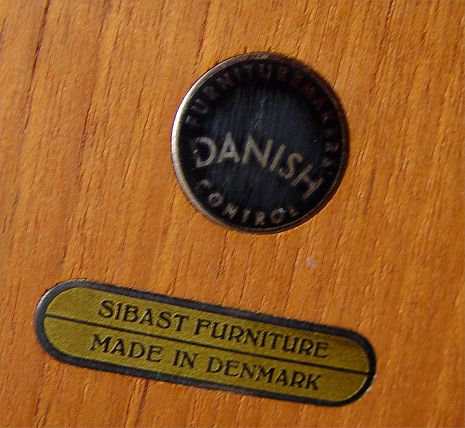 FURNITUREMAKERS'
DANISH
CONTROL
SIBAST FURNITURE
MADE IN DENMARK